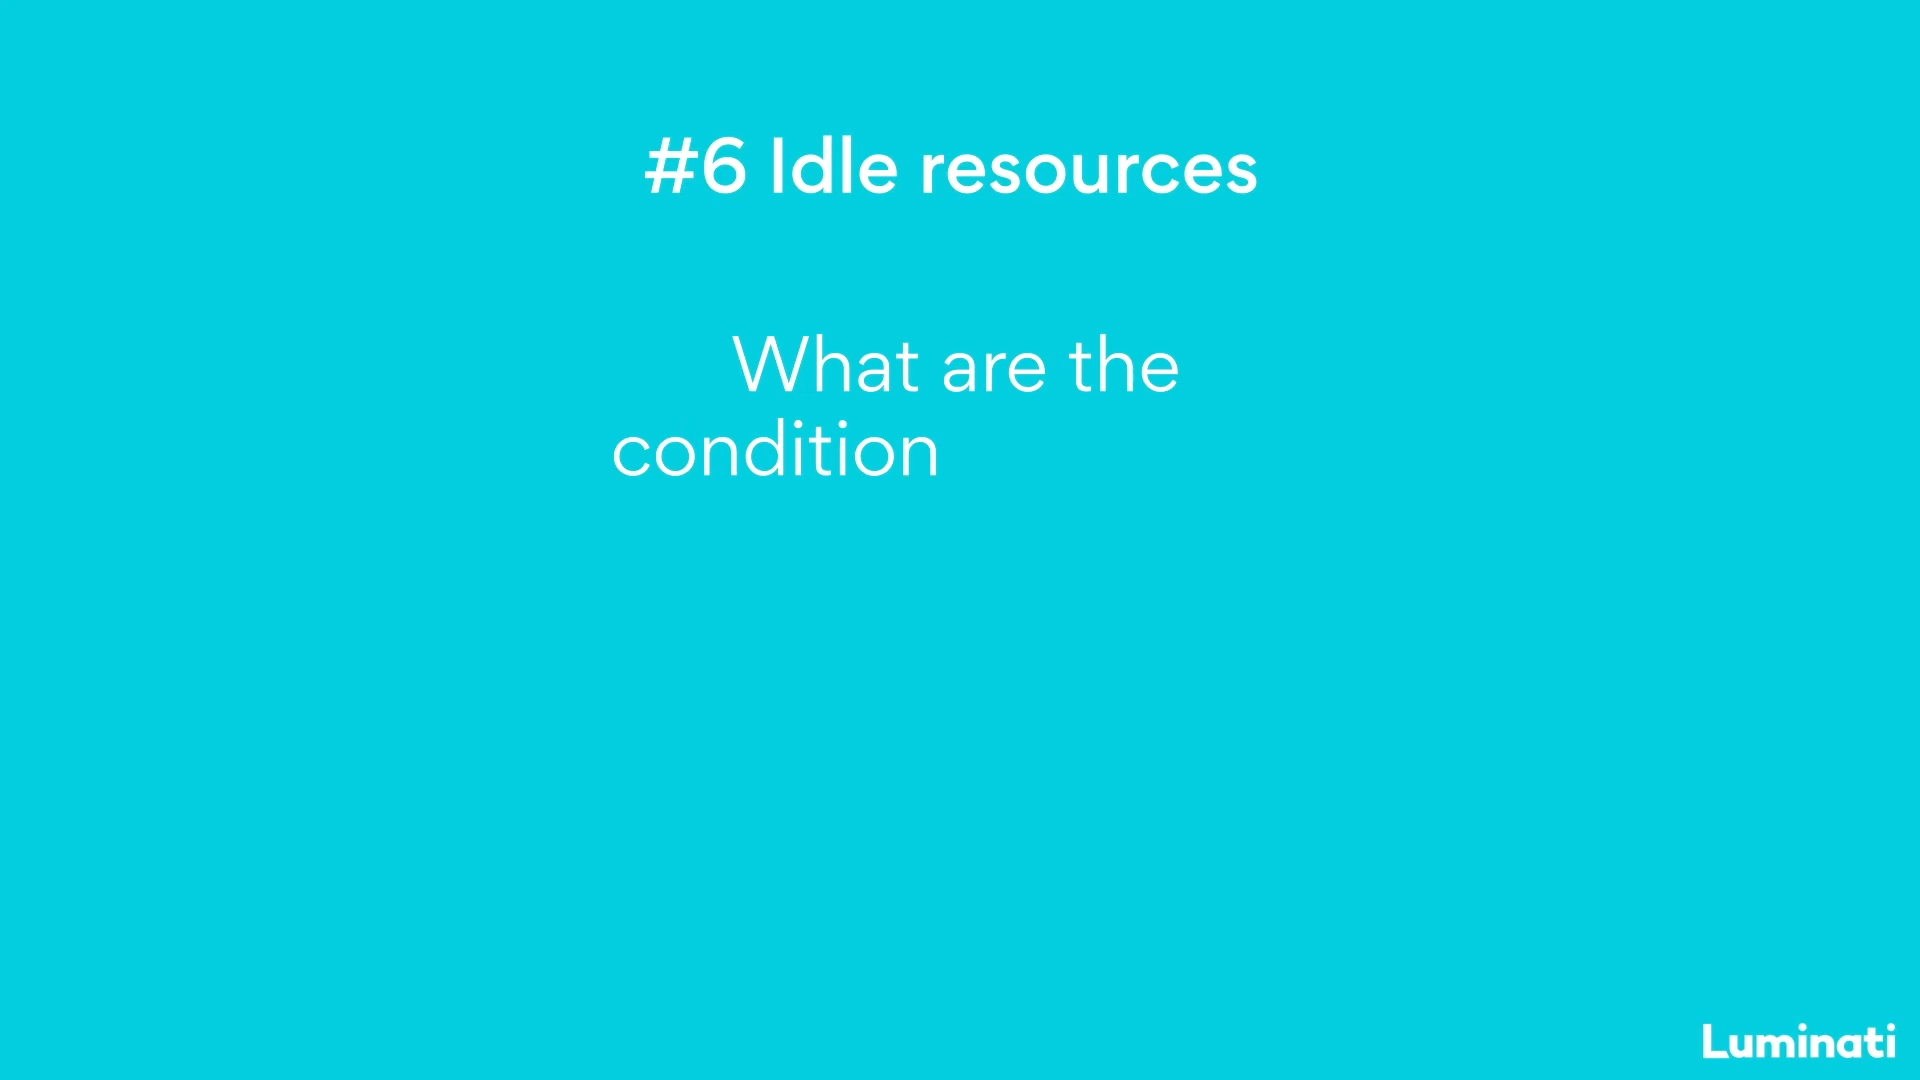 #6 Idle resources
What are the
condition
Luminati